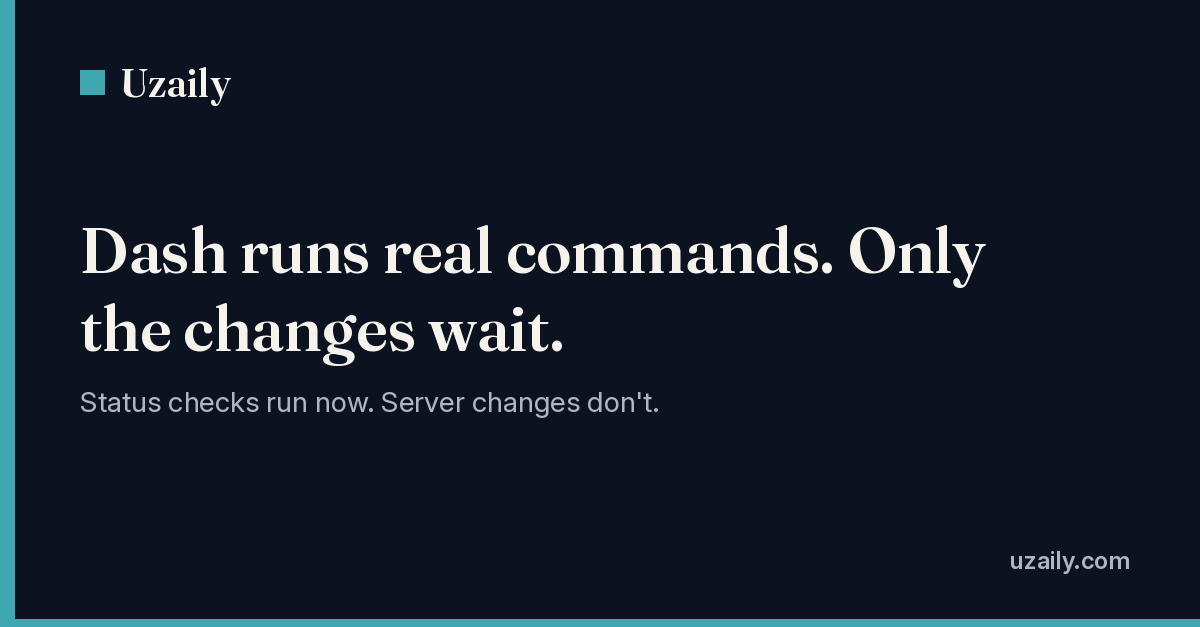 Uzaily
Dash runs real commands. Only
the changes wait.
Status checks run now. Server changes don't.
uzaily.com